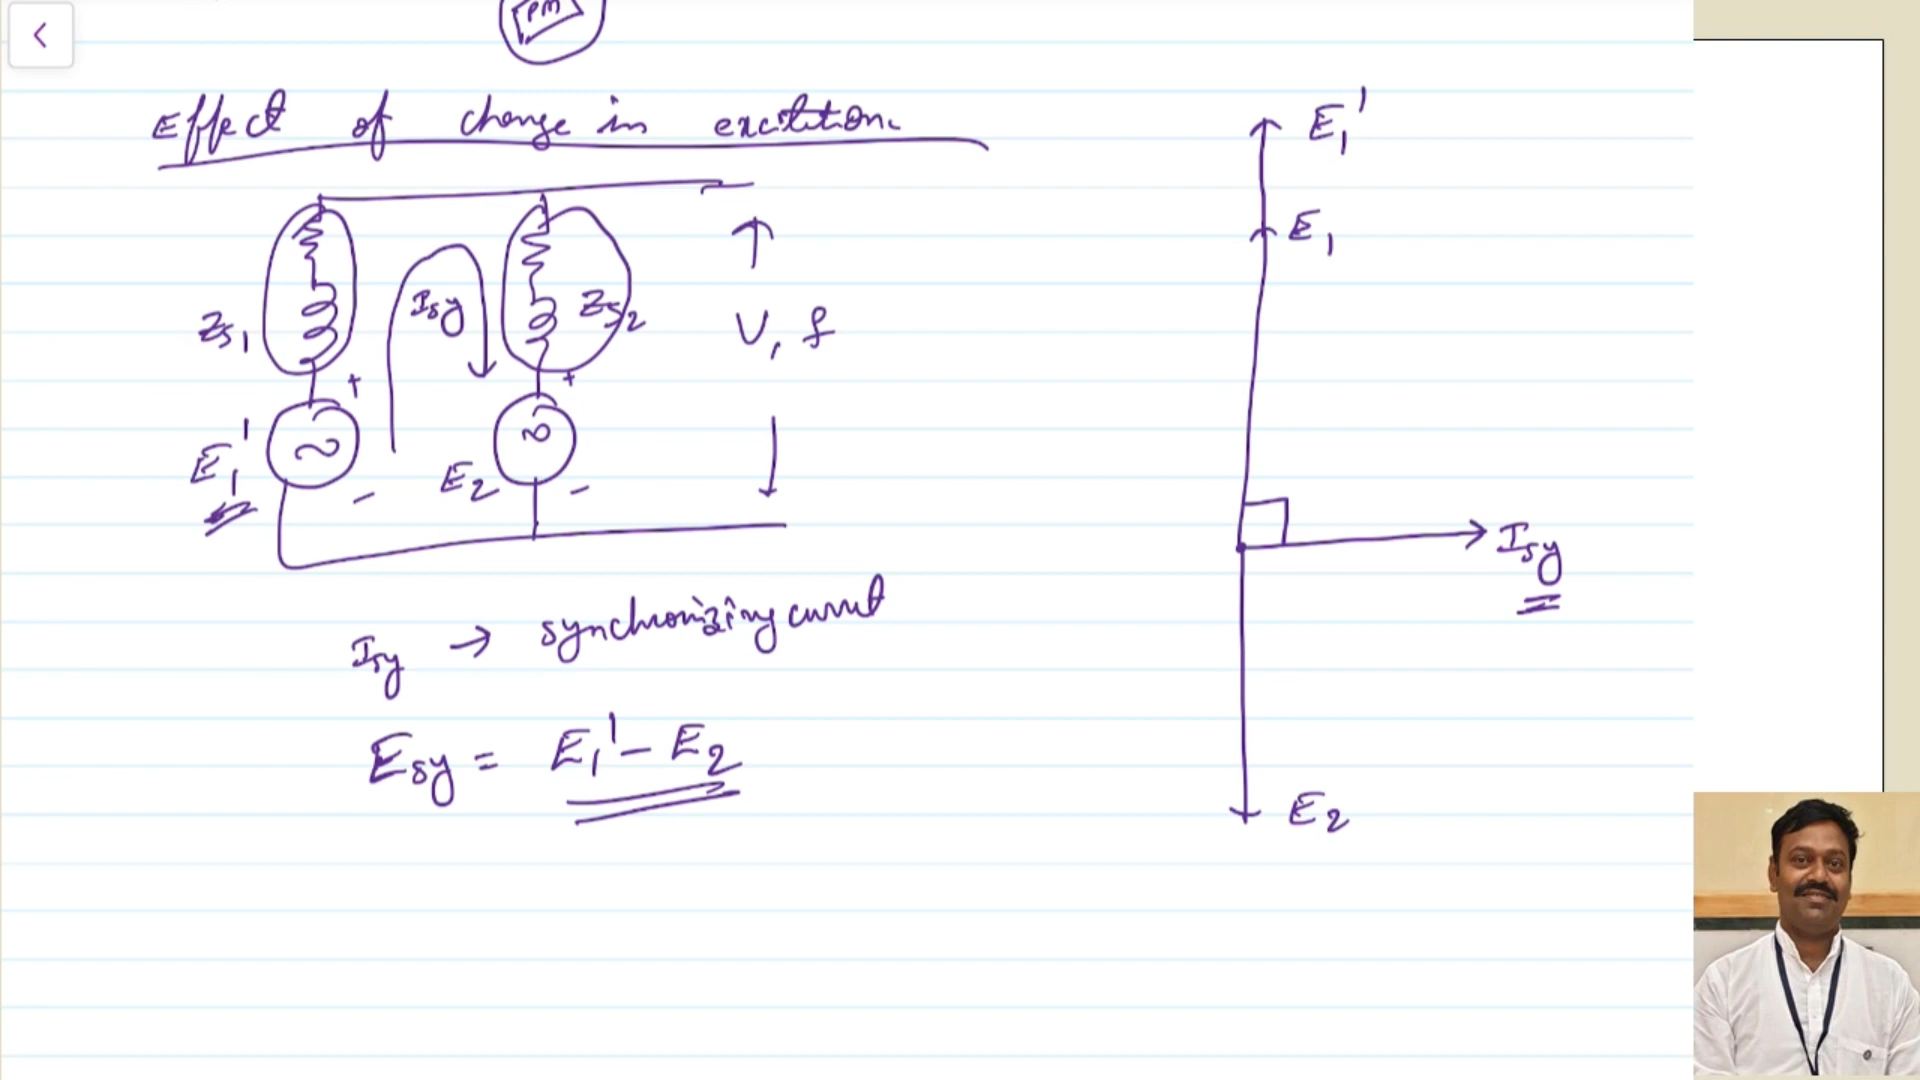 PM
Effect of change in excitation
Zs1
Isy
Zs2
V, f
+
+
E1'
E2
-
-
Isy → synchronizing current
Esy = E1' - E2
E1'
E1
Isy
E2